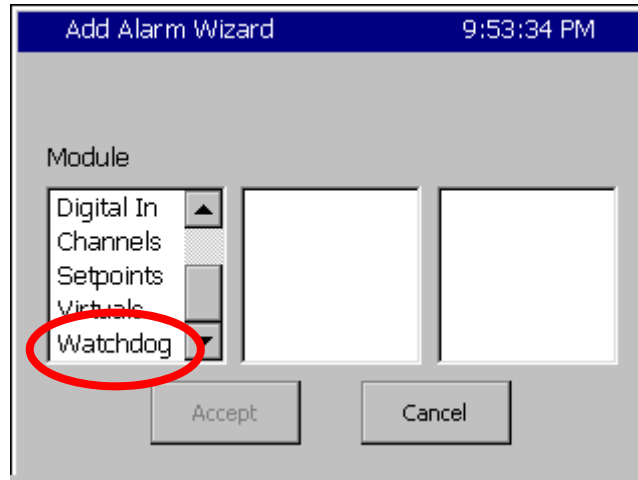 Add Alarm Wizard 9:53:34 PM
Module
Digital In
Channels
Setpoints
Virtuals
Watchdog
Accept Cancel